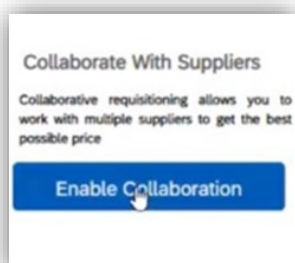 Collaborate With Suppliers
Collaborative requisitioning allows you to
work with multiple suppliers to get the best
possible price
Enable Collaboration